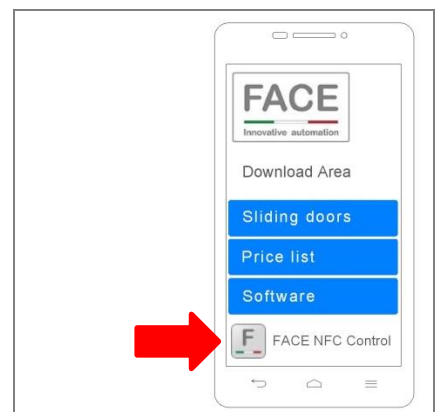 FACE
Innovative automation
Download Area
Sliding doors
Price list
Software
F FACE NFC Control